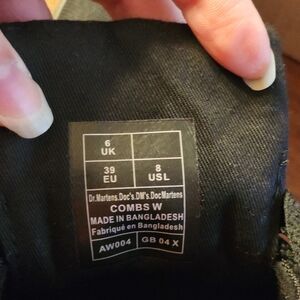 6
UK
39 8
EU USL
Dr.Martens.Doc's.DM's.DocMartens
COMBS W
MADE IN BANGLADESH
Fabriqué en Bangladesh
AW004 GB 04 X